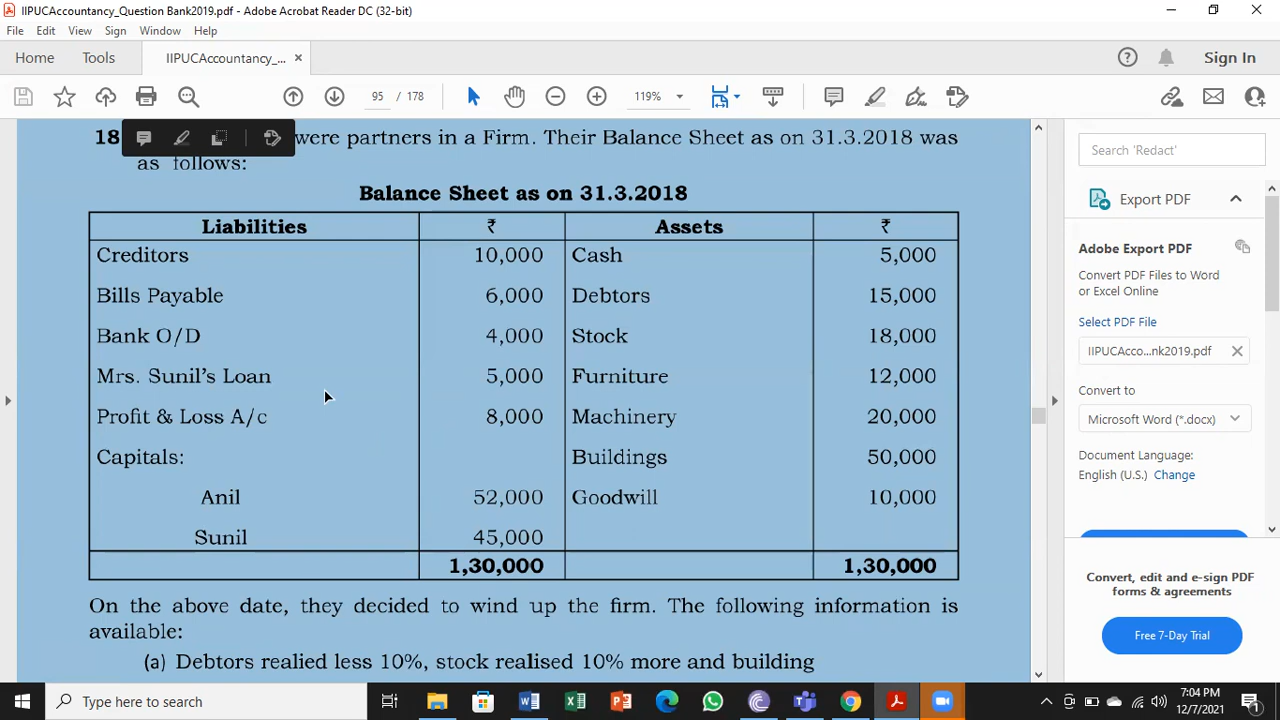 IIPUCAccountancy_Question Bank2019.pdf - Adobe Acrobat Reader DC (32-bit)
File Edit View Sign Window Help
Home Tools IIPUCAccountancy_... × Sign In
95 / 178 119%
18 were partners in a Firm. Their Balance Sheet as on 31.3.2018 was
as follows:
Balance Sheet as on 31.3.2018
Liabilities ₹ Assets ₹
Creditors 10,000 Cash 5,000
Bills Payable 6,000 Debtors 15,000
Bank O/D 4,000 Stock 18,000
Mrs. Sunil's Loan 5,000 Furniture 12,000
Profit & Loss A/c 8,000 Machinery 20,000
Capitals: Buildings 50,000
Anil 52,000 Goodwill 10,000
Sunil 45,000
1,30,000 1,30,000
On the above date, they decided to wind up the firm. The following information is
available:
(a) Debtors realied less 10%, stock realised 10% more and building
Search 'Redact'
Export PDF
Adobe Export PDF
Convert PDF Files to Word
or Excel Online
Select PDF File
IIPUCAcco...nk2019.pdf
Convert to
Microsoft Word (*.docx)
Document Language:
English (U.S.) Change
Convert, edit and e-sign PDF
forms & agreements
Free 7-Day Trial
Type here to search
7:04 PM
12/7/2021